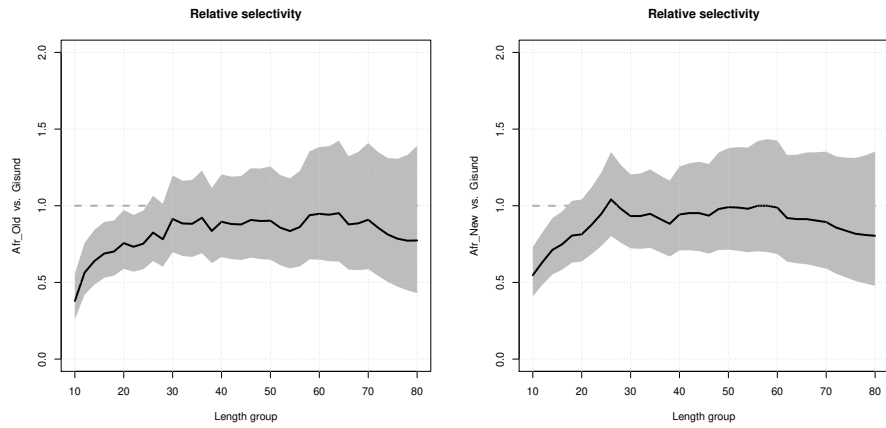 Relative selectivity
2.0
1.5
1.0
0.5
0.0
Afr_Old vs. Gisund
10 20 30 40 50 60 70 80
Length group
Relative selectivity
2.0
1.5
1.0
0.5
0.0
Afr_New vs. Gisund
10 20 30 40 50 60 70 80
Length group